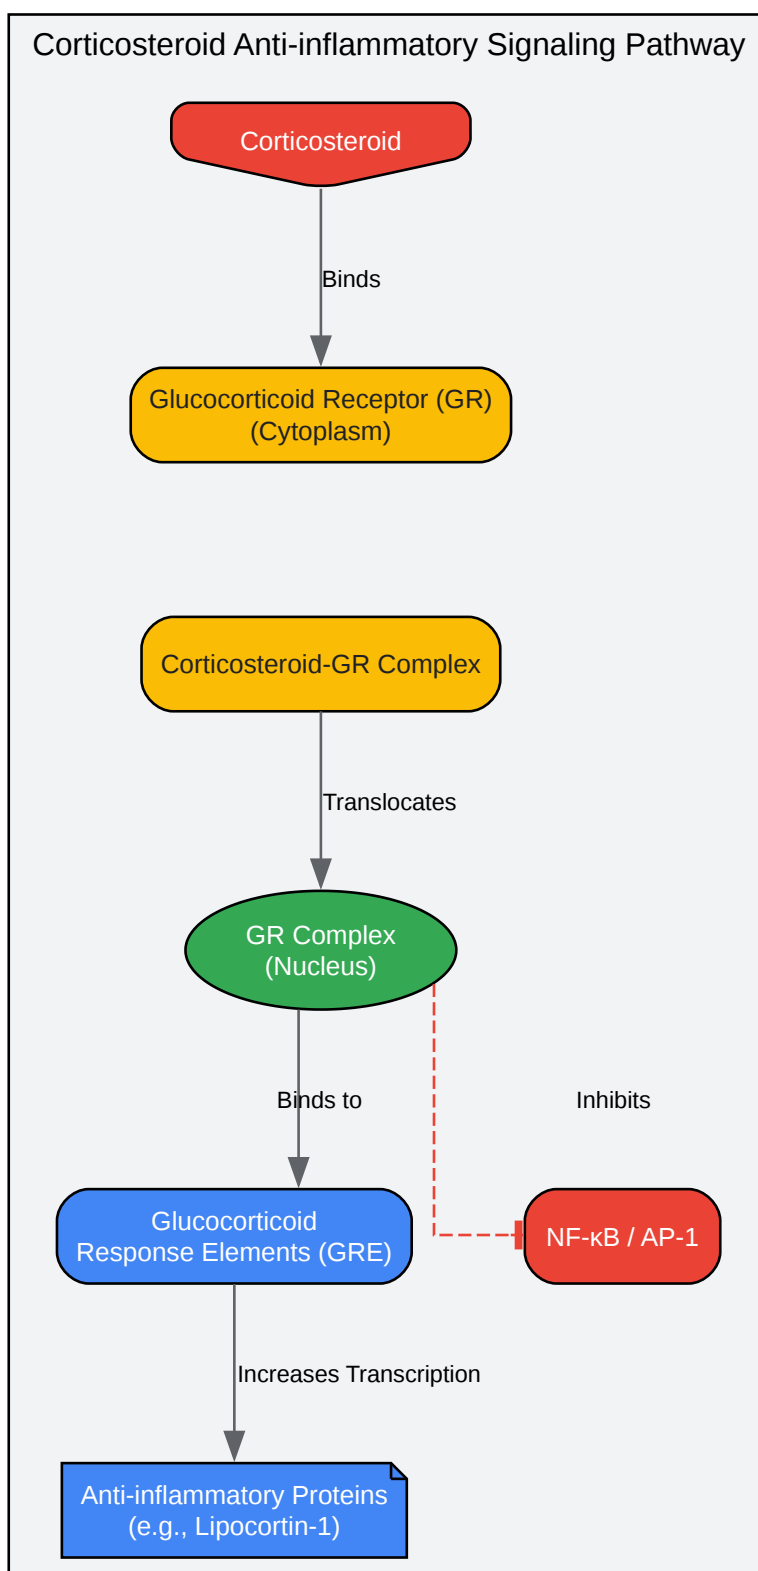 Corticosteroid Anti-inflammatory Signaling Pathway
Corticosteroid
Binds
Glucocorticoid Receptor (GR)
(Cytoplasm)
Corticosteroid-GR Complex
Translocates
GR Complex
(Nucleus)
Binds to
Inhibits
Glucocorticoid
Response Elements (GRE)
NF-κB / AP-1
Increases Transcription
Anti-inflammatory Proteins
(e.g., Lipocortin-1)